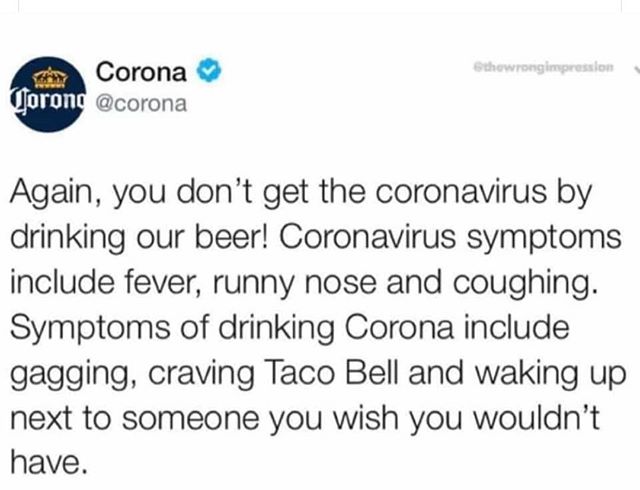 Corona
@thewrongimpression
Corona
@corona
Again, you don't get the coronavirus by
drinking our beer! Coronavirus symptoms
include fever, runny nose and coughing.
Symptoms of drinking Corona include
gagging, craving Taco Bell and waking up
next to someone you wish you wouldn't
have.